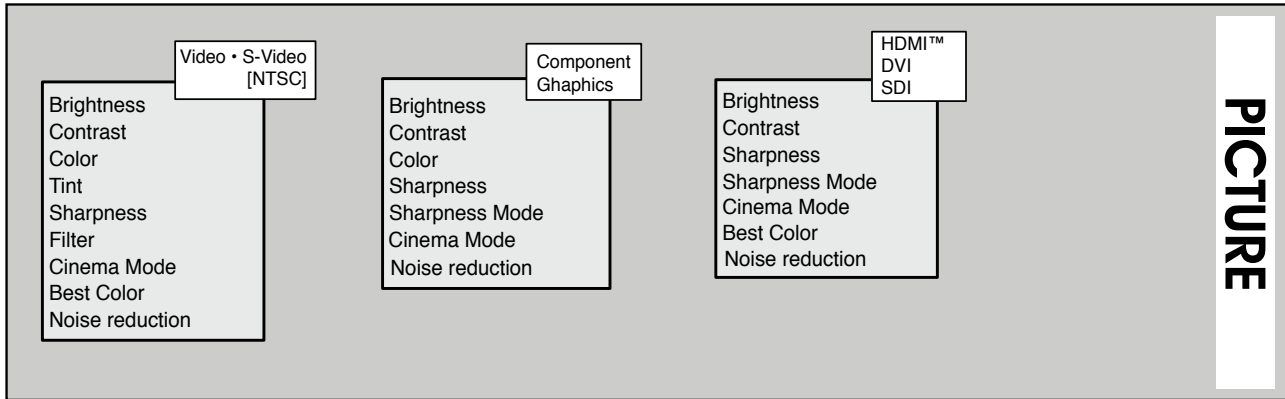 Video • S-Video
[NTSC]
Brightness
Contrast
Color
Tint
Sharpness
Filter
Cinema Mode
Best Color
Noise reduction
Component
Ghaphics
Brightness
Contrast
Color
Sharpness
Sharpness Mode
Cinema Mode
Noise reduction
HDMI™
DVI
SDI
Brightness
Contrast
Sharpness
Sharpness Mode
Cinema Mode
Best Color
Noise reduction
PICTURE